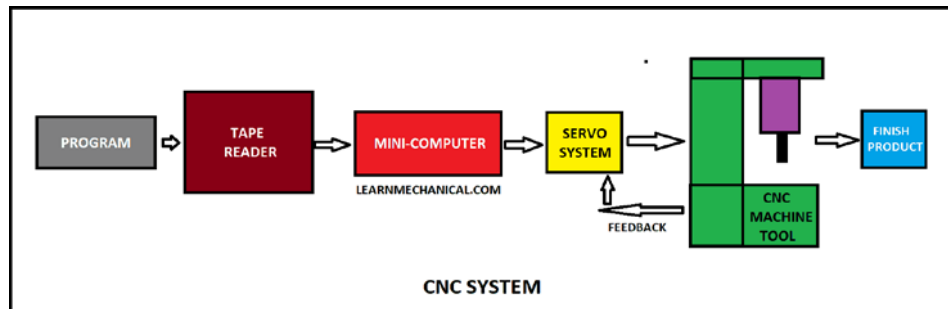 PROGRAM
TAPE
READER
MINI-COMPUTER
LEARNMECHANICAL.COM
SERVO
SYSTEM
FEEDBACK
CNC
MACHINE
TOOL
FINISH
PRODUCT
CNC SYSTEM